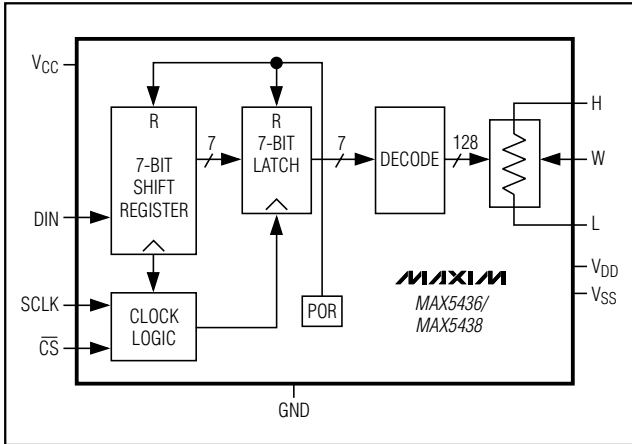 VCC
H
R
R
7
7-BIT
LATCH
7
DECODE
128
W
7-BIT
SHIFT
REGISTER
DIN
L
VDD
MAXIM
MAX5436/
MAX5438
VSS
SCLK
CLOCK
LOGIC
POR
CS
GND